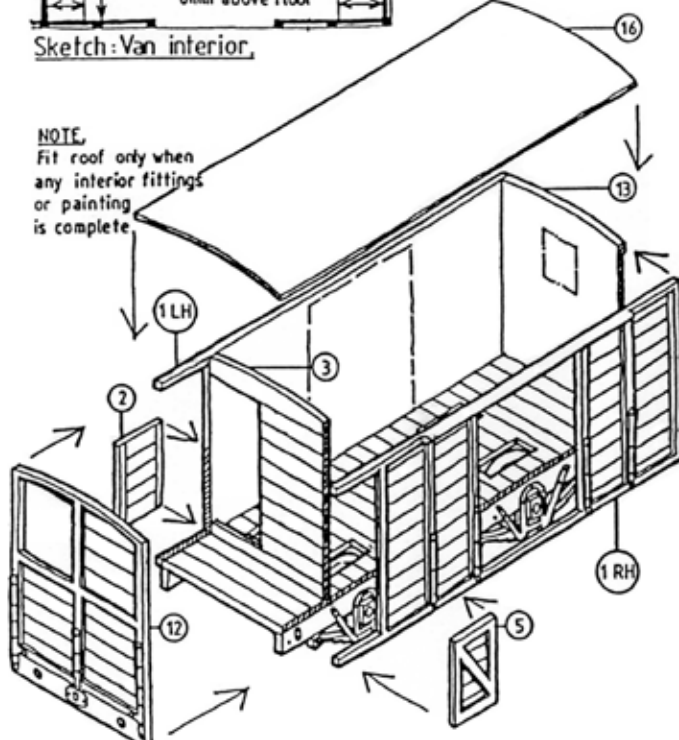 6mm above floor
Sketch: Van interior.
NOTE.
Fit roof only when
any interior fittings
or painting
is complete
16
13
1 LH
3
2
12
5
1 RH